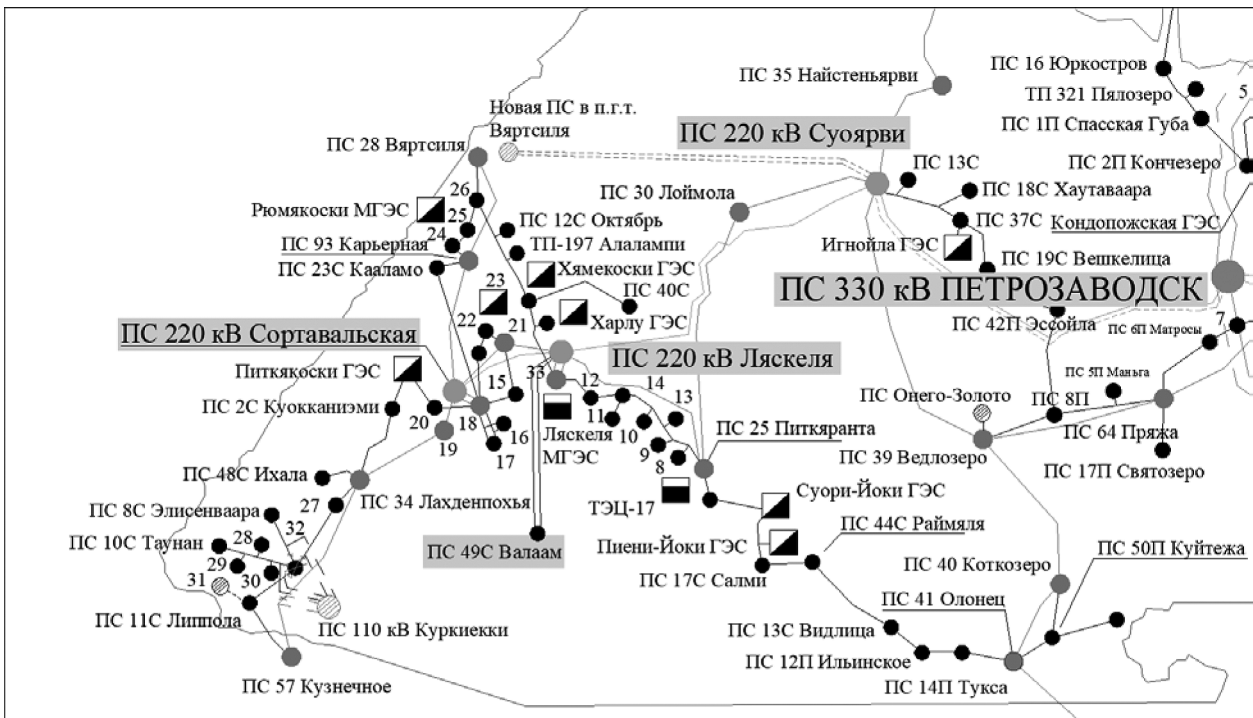 ПС 16 Юркостров
ПС 35 Найстеньярви
ТП 321 Пялозеро
5
Новая ПС в п.г.т.
Вяртсиля
ПС 1П Спасская Губа
ПС 220 кВ Суоярви
ПС 28 Вяртсиля
ПС 13С
ПС 2П Кончезеро
26
ПС 30 Лоймола
ПС 18С Хаутаваара
Рюмякоски МГЭС
25
ПС 12С Октябрь
ПС 37С
Кондопожская ГЭС
24
ПС 93 Карьерная
ТП-197 Алалампи
Игнойла ГЭС
ПС 23С Кааламо
Хямекоски ГЭС
ПС 19С Вешкелица
23
ПС 40С
ПС 330 кВ ПЕТРОЗАВОДСК
22
21
Харлу ГЭС
ПС 42П Эссойла
ПС 6П Матросы
7
ПС 220 кВ Сортавальская
ПС 220 кВ Ляскеля
Питкякоски ГЭС
15
33
12
14
ПС 5П Маньга
ПС 2С Куокканиэми
20
18
13
ПС Онего-Золото
ПС 8П
19
16
17
Ляскеля
МГЭС
11
10
9
8
ПС 25 Питкяранта
ПС 64 Пряжа
ПС 39 Ведлозеро
ПС 17П Святозеро
ПС 48С Ихала
27
ПС 34 Лахденпохья
ТЭЦ-17
Суори-Йоки ГЭС
ПС 8С Элисенваара
32
28
ПС 44С Раймяля
ПС 10С Таунан
29
30
31
ПС 49С Валаам
Пиени-Йоки ГЭС
ПС 50П Куйтежа
ПС 17С Салми
ПС 40 Коткозеро
ПС 11С Липпола
ПС 110 кВ Куркиекки
ПС 41 Олонец
ПС 13С Видлица
ПС 12П Ильинское
ПС 57 Кузнечное
ПС 14П Тукса